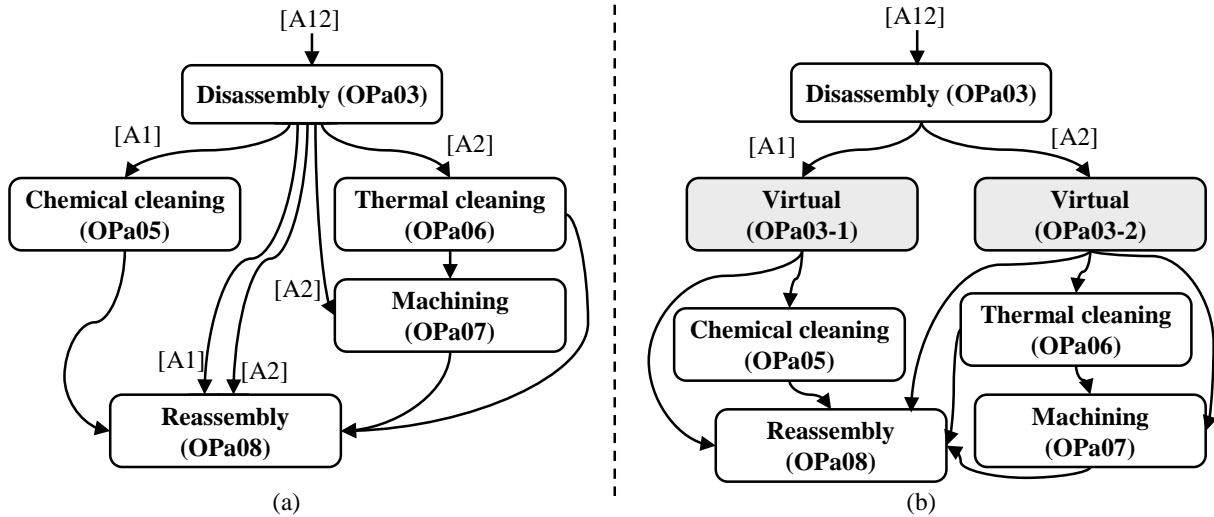 [A12]
Disassembly (OPa03)
[A1]
[A2]
Chemical cleaning
(OPa05)
Thermal cleaning
(OPa06)
[A2]
Machining
(OPa07)
[A1]
[A2]
Reassembly
(OPa08)
(a)
[A12]
Disassembly (OPa03)
[A1]
[A2]
Virtual
(OPa03-1)
Virtual
(OPa03-2)
Chemical cleaning
(OPa05)
Thermal cleaning
(OPa06)
Reassembly
(OPa08)
Machining
(OPa07)
(b)